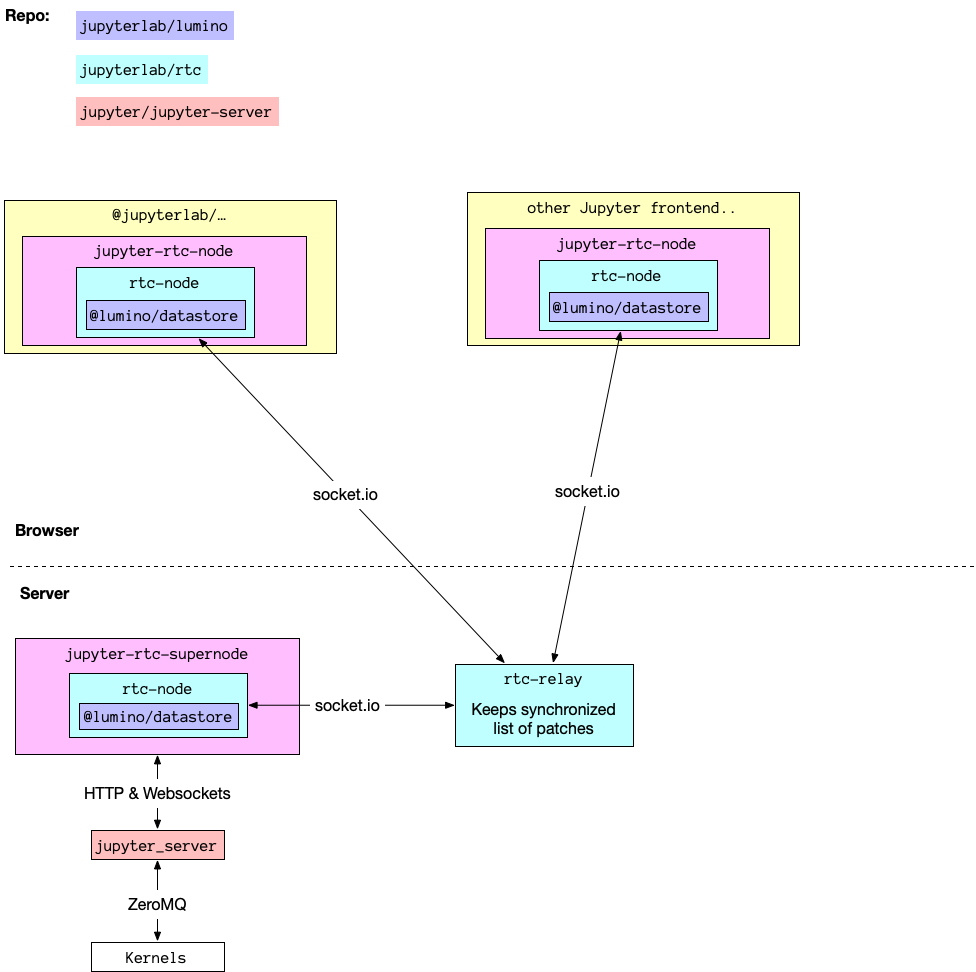 Repo:
jupyterlab/lumino
jupyterlab/rtc
jupyter/jupyter-server
@jupyterlab/…
jupyter-rtc-node
rtc-node
@lumino/datastore
other Jupyter frontend..
jupyter-rtc-node
rtc-node
@lumino/datastore
socket.io
socket.io
Browser
Server
jupyter-rtc-supernode
rtc-node
@lumino/datastore
socket.io
rtc-relay
Keeps synchronized
list of patches
HTTP & Websockets
jupyter_server
ZeroMQ
Kernels